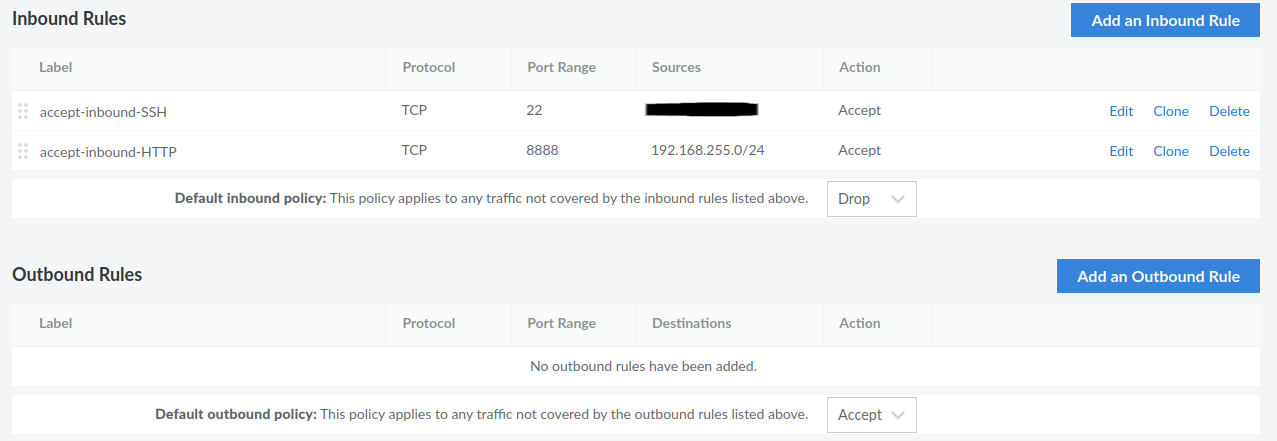 Inbound Rules
Add an Inbound Rule
Label Protocol Port Range Sources Action
accept-inbound-SSH TCP 22 Accept Edit Clone Delete
accept-inbound-HTTP TCP 8888 192.168.255.0/24 Accept Edit Clone Delete
Default inbound policy: This policy applies to any traffic not covered by the inbound rules listed above. Drop
Outbound Rules
Add an Outbound Rule
Label Protocol Port Range Destinations Action
No outbound rules have been added.
Default outbound policy: This policy applies to any traffic not covered by the outbound rules listed above. Accept